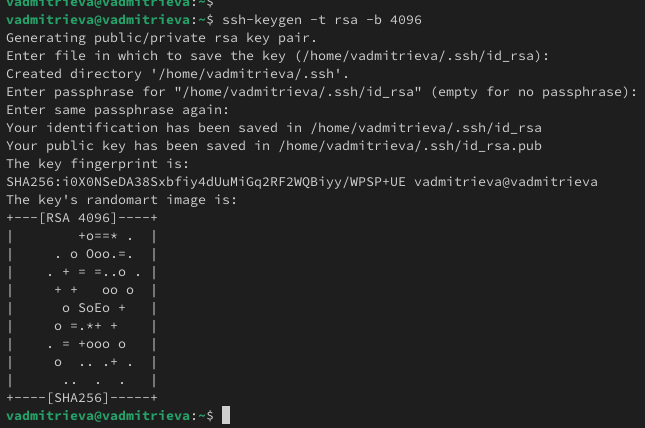 vadmitrieva@vadmitrieva:~$
vadmitrieva@vadmitrieva:~$ ssh-keygen -t rsa -b 4096
Generating public/private rsa key pair.
Enter file in which to save the key (/home/vadmitrieva/.ssh/id_rsa):
Created directory '/home/vadmitrieva/.ssh'.
Enter passphrase for "/home/vadmitrieva/.ssh/id_rsa" (empty for no passphrase):
Enter same passphrase again:
Your identification has been saved in /home/vadmitrieva/.ssh/id_rsa
Your public key has been saved in /home/vadmitrieva/.ssh/id_rsa.pub
The key fingerprint is:
SHA256:i0X0NSeDA38Sxbfiy4dUuMiGq2RF2WQBiyy/WPSP+UE vadmitrieva@vadmitrieva
The key's randomart image is:
+---[RSA 4096]----+
|        +o==* .  |
|     . o Ooo.=.  |
|    . + = =..o . |
|     + +   oo o  |
|      o SoEo +   |
|     o =.*+ +    |
|    . = +ooo o   |
|     o  .. .+ .  |
|      ..  .  .   |
+----[SHA256]-----+
vadmitrieva@vadmitrieva:~$